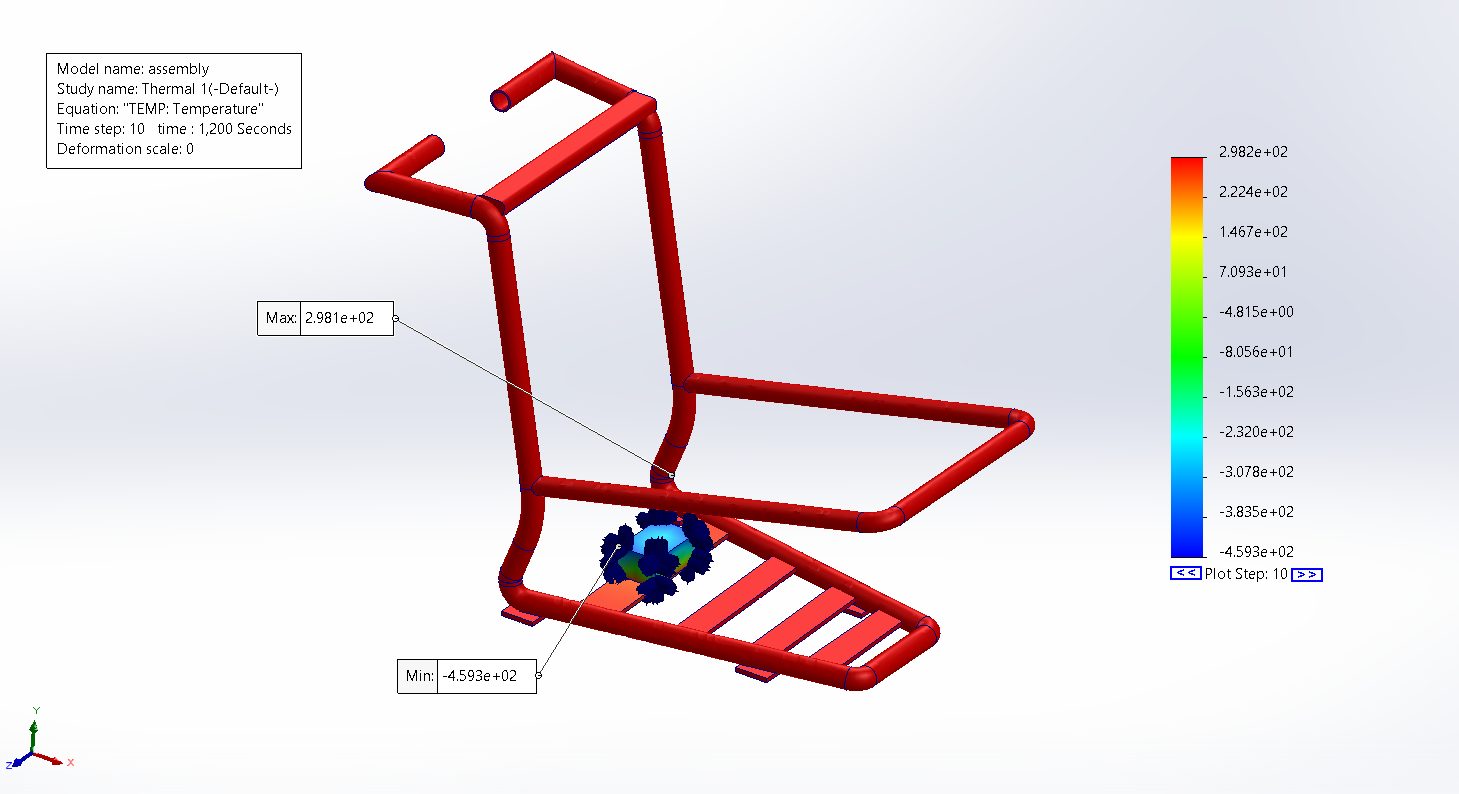 Model name: assembly
Study name: Thermal 1(-Default-)
Equation: "TEMP: Temperature"
Time step: 10   time : 1,200 Seconds
Deformation scale: 0
2.982e+02
2.224e+02
1.467e+02
7.093e+01
-4.815e+00
-8.056e+01
-1.563e+02
-2.320e+02
-3.078e+02
-3.835e+02
-4.593e+02
<< Plot Step: 10 >>
Max: 2.981e+02
Min: -4.593e+02
Y
Z
X